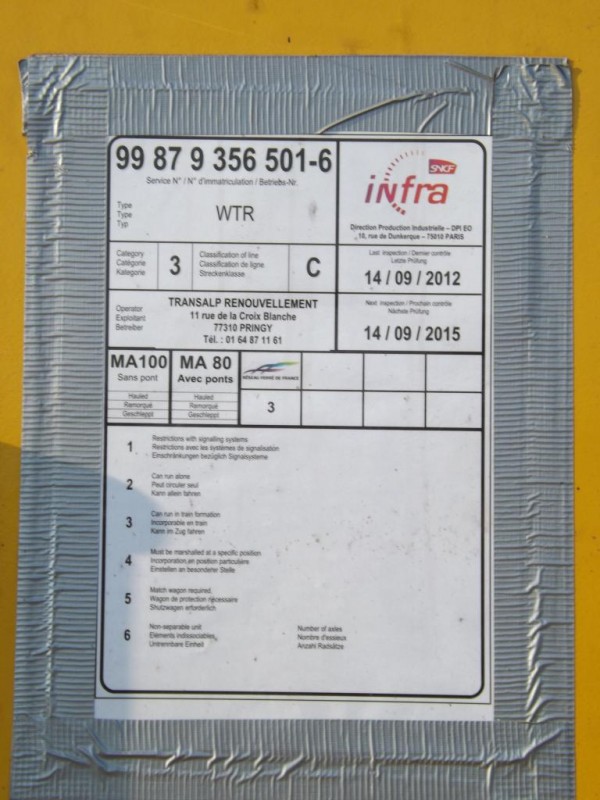 99 87 9 356 501-6
Service N° / N° d'immatriculation / Betriebs-Nr.
Type
Type
Typ
WTR
SNCF
infra
Direction Production Industrielle – DPI EO
10, rue de Dunkerque – 75010 PARIS
Category
Catégorie
Kategorie
3
Classification of line
Classification de ligne
Streckenklasse
C
Last inspection / Dernier contrôle
Letzte Prüfung
14 / 09 / 2012
Operator
Exploitant
Betreiber
TRANSALP RENOUVELLEMENT
11 rue de la Croix Blanche
77310 PRINGY
Tél. : 01 64 87 11 61
Next inspection / Prochain contrôle
Nächste Prüfung
14 / 09 / 2015
MA100
Sans pont
MA 80
Avec ponts
RÉSEAU FERRÉ DE FRANCE
Hauled
Remorqué
Geschleppt
Hauled
Remorqué
Geschleppt
3
1
Restrictions with signalling systems
Restrictions avec les systèmes de signalisation
Einschränkungen bezüglich Signalsysteme
2
Can run alone
Peut circuler seul
Kann allein fahren
3
Can run in train formation
Incorporable en train
Kann im Zug fahren
4
Must be marshalled at a specific position
Incorporation en position particulière
Einstellen an besonderer Stelle
5
Match wagon required
Wagon de protection nécessaire
Shutzwagen erforderlich
6
Non-separable unit
Eléments indissociables
Untrennbare Einheit
Number of axles
Nombre d'essieux
Anzahl Radsätze